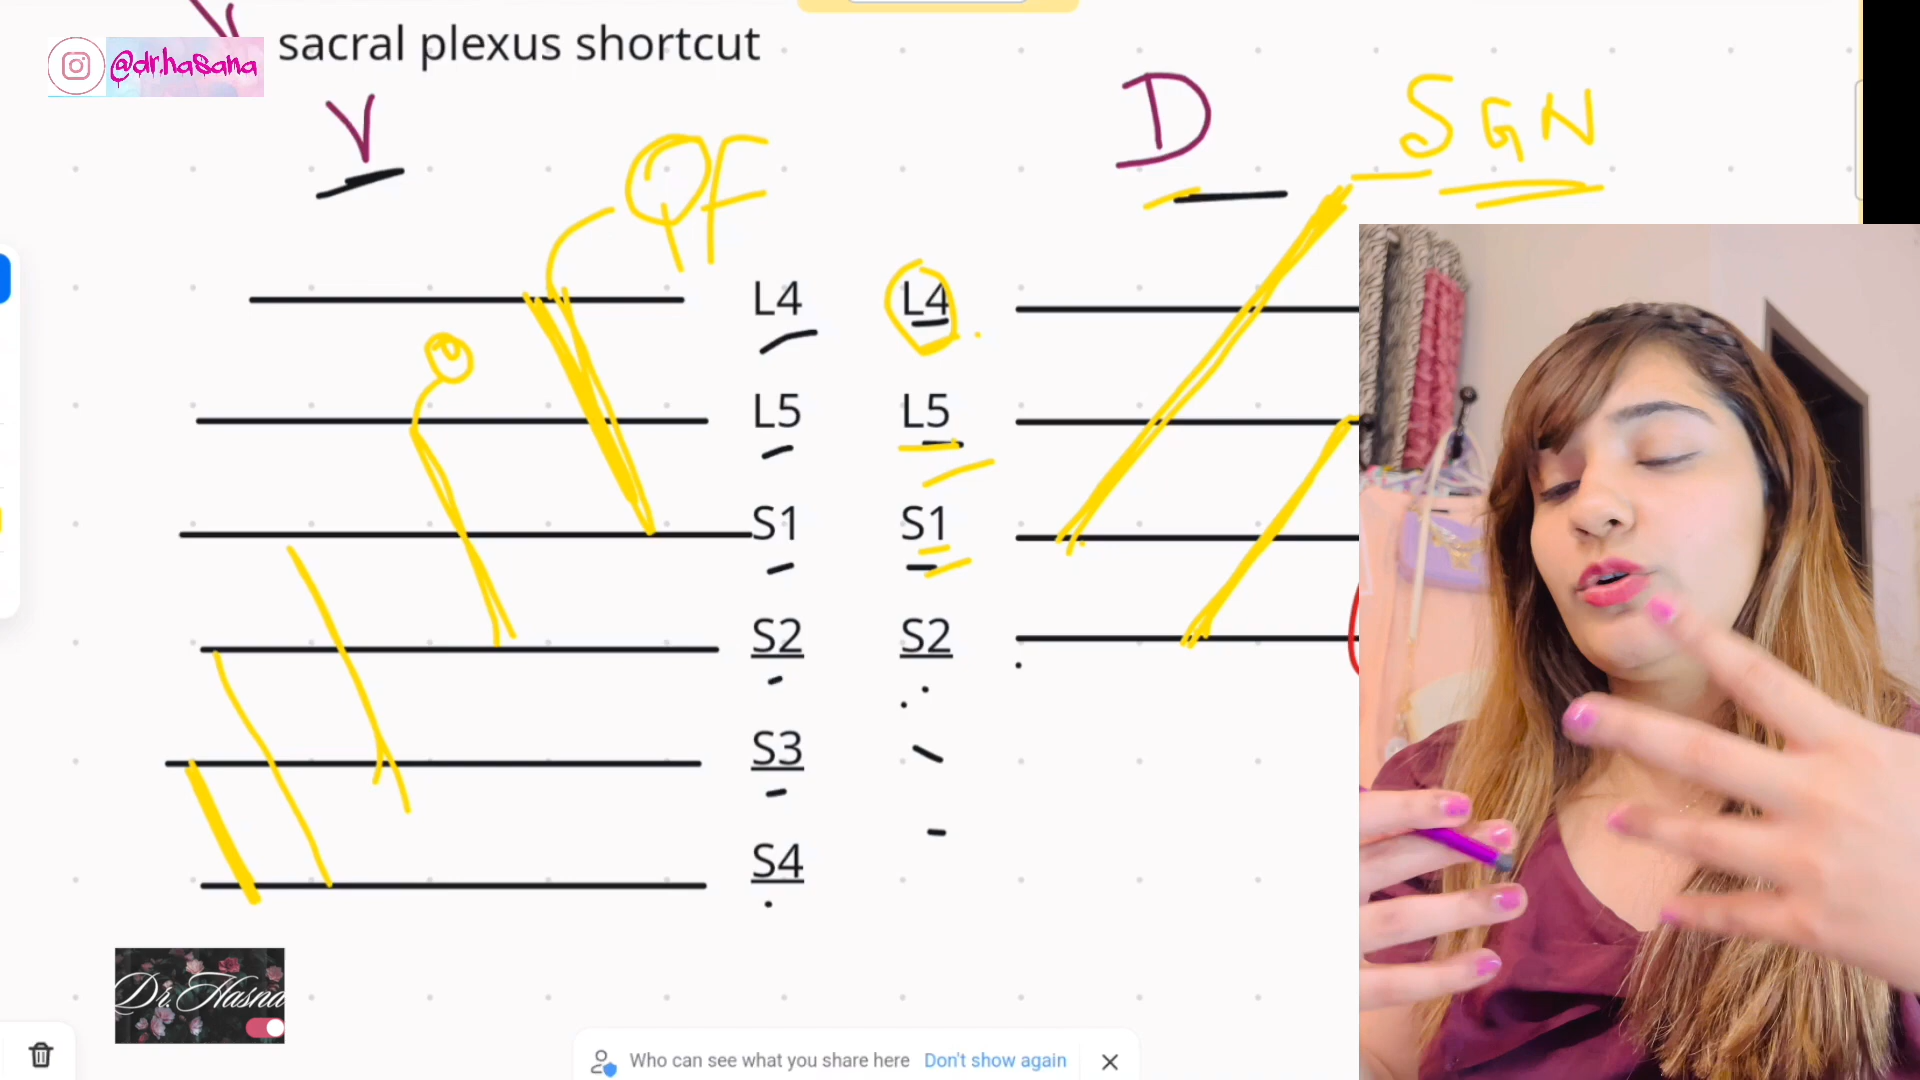 @dr.hasana
sacral plexus shortcut
V
D
SGN
QF
L4 L4
L5 L5
S1 S1
S2 S2
S3
S4
Dr. Hasna
Who can see what you share here Don't show again